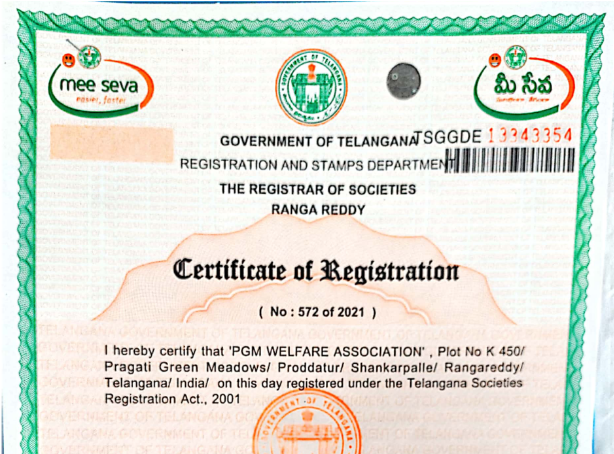 mee seva
easier, faster
GOVERNMENT OF TELANGANA
మీ సేవ
GOVERNMENT OF TELANGANA TSGGDE 13343354
REGISTRATION AND STAMPS DEPARTMENT
THE REGISTRAR OF SOCIETIES
RANGA REDDY
Certificate of Registration
( No : 572 of 2021 )
I hereby certify that 'PGM WELFARE ASSOCIATION' , Plot No K 450/
Pragati Green Meadows/ Proddatur/ Shankarpalle/ Rangareddy/
Telangana/ India/ on this day registered under the Telangana Societies
Registration Act., 2001
GOVERNMENT OF TELANGANA